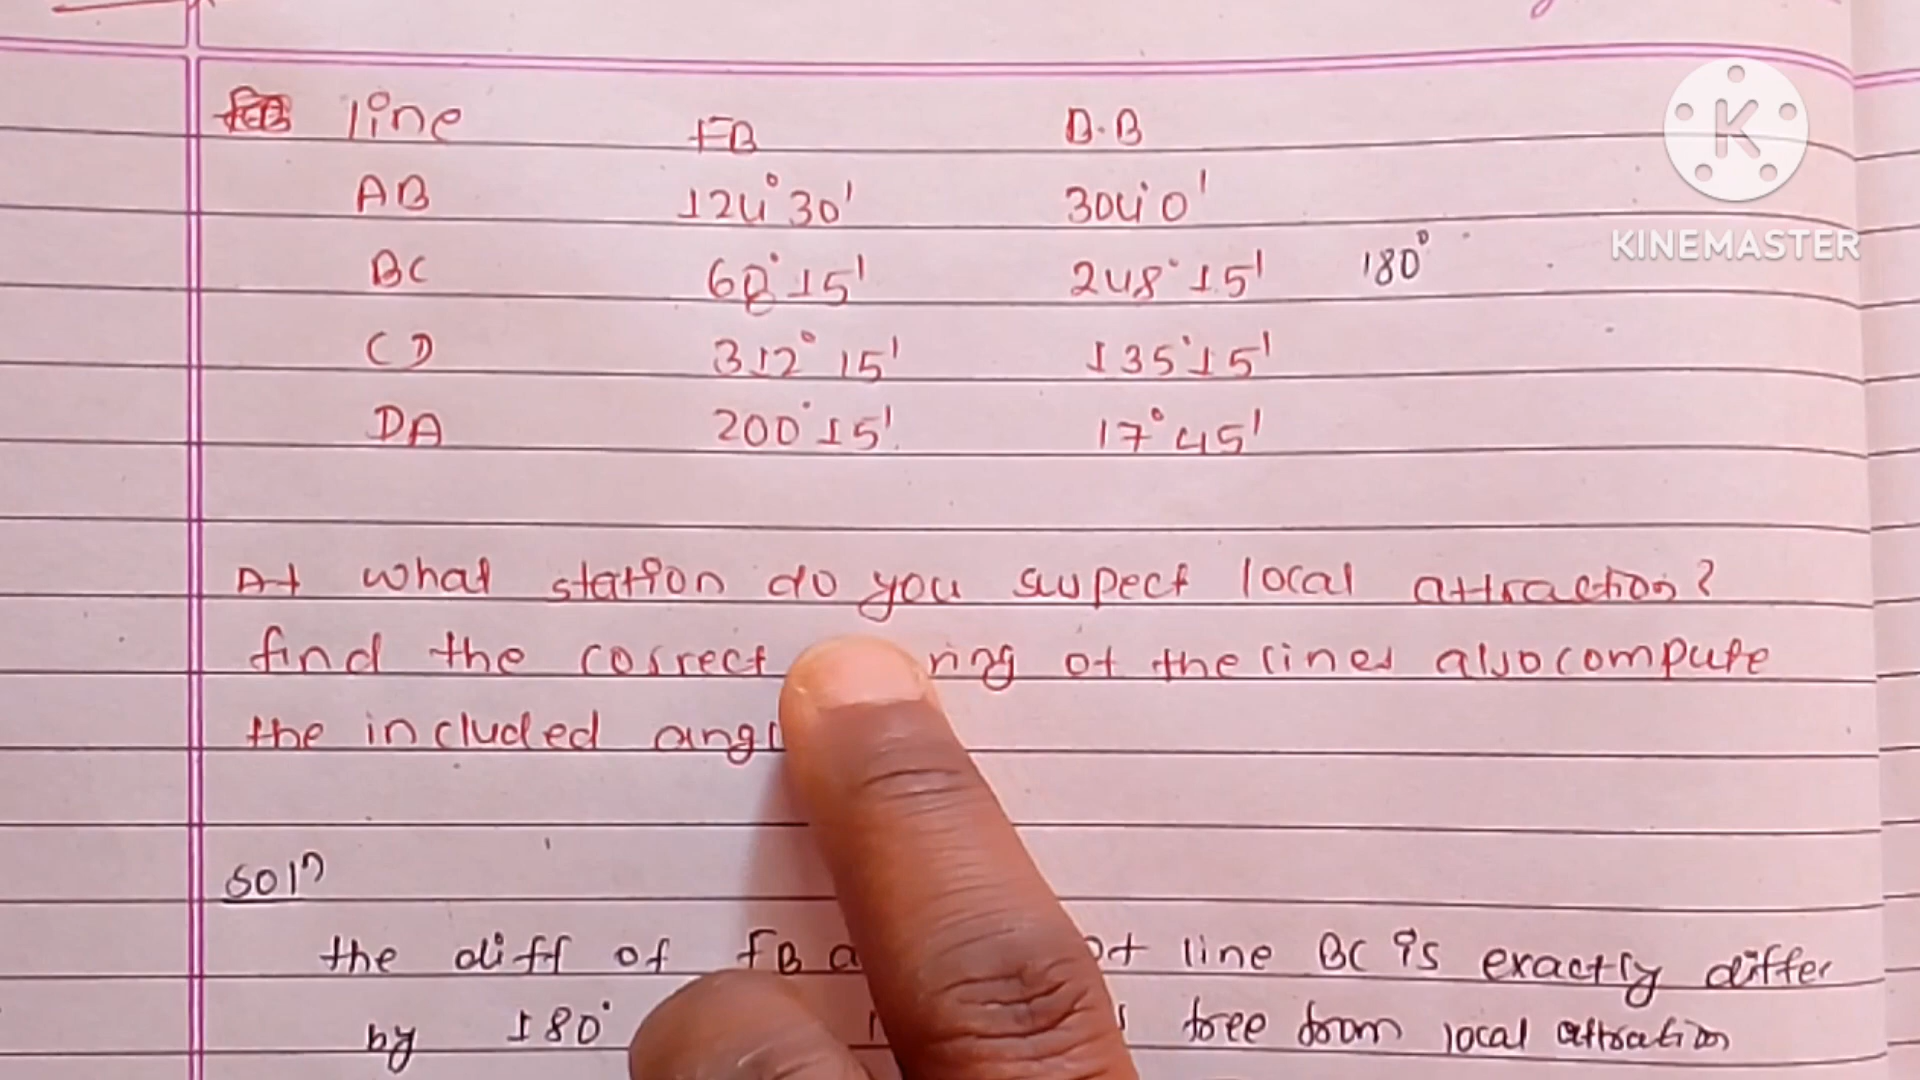 line FB B.B
AB 124°30' 304°0'
BC 68°15' 248°15' 180°
CD 312°15' 135°15'
DA 200°15' 17°45'
At what station do you suspect local attraction?
find the correct ring of the lines also compute
the included
Soln
the diff of FB of line BC is exactly differ
by 180° free from local attration
K
KINEMASTER